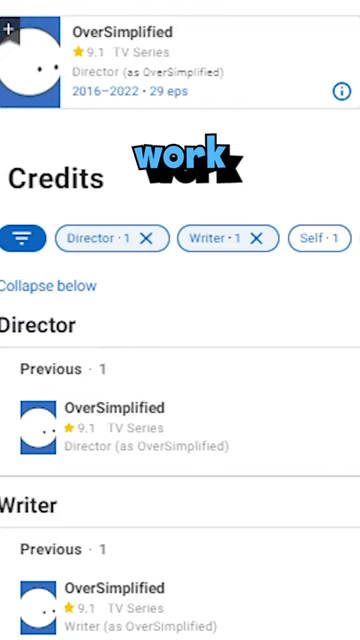 +
OverSimplified
9.1 TV Series
Director (as OverSimplified)
2016–2022 • 29 eps
work
Credits
Director · 1 X Writer · 1 X Self · 1
Collapse below
Director
Previous · 1
OverSimplified
9.1 TV Series
Director (as OverSimplified)
Writer
Previous · 1
OverSimplified
9.1 TV Series
Writer (as OverSimplified)